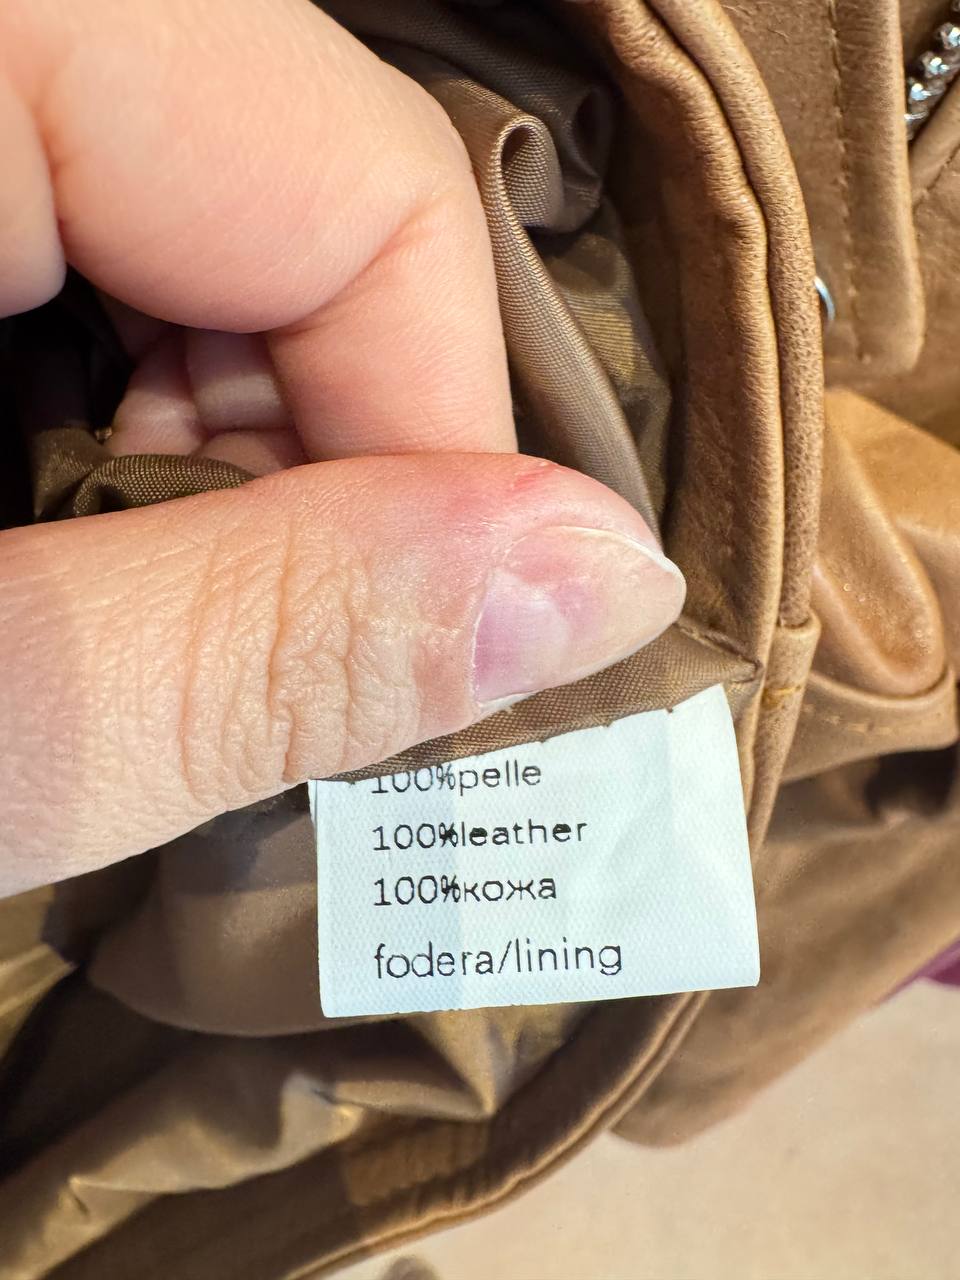 100%pelle
100%leather
100%кожа
fodera/lining